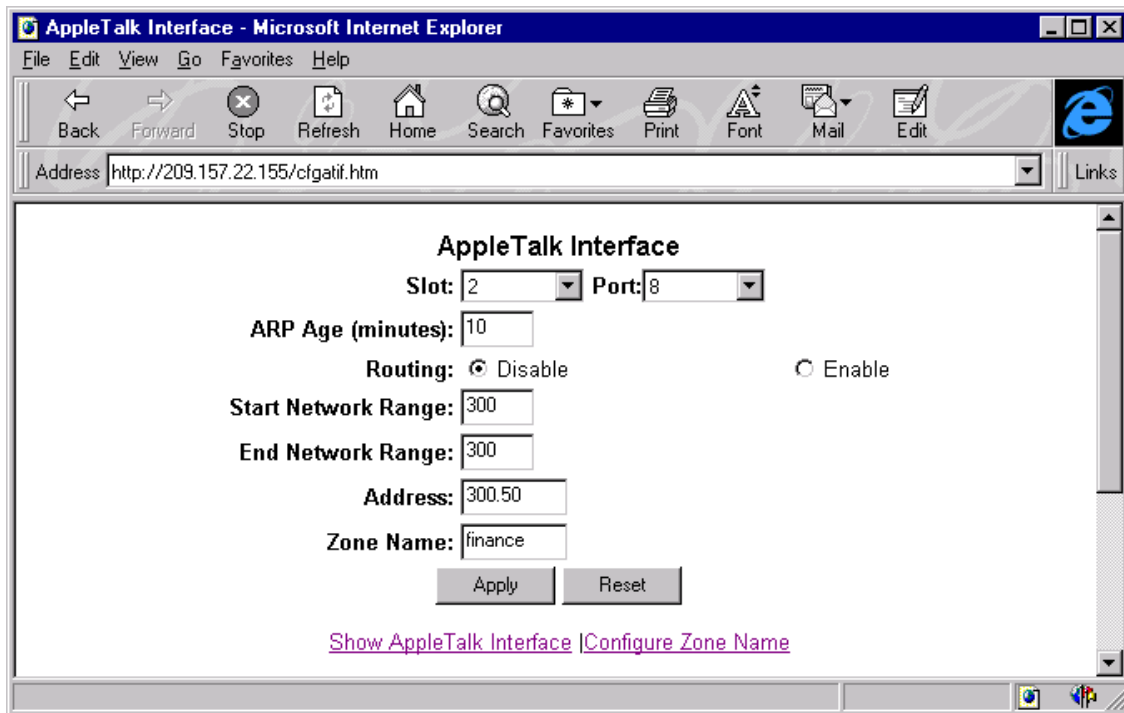 AppleTalk Interface - Microsoft Internet Explorer
File Edit View Go Favorites Help
Back Forward Stop Refresh Home Search Favorites Print Font Mail Edit
Address http://209.157.22.155/cfgatif.htm Links
AppleTalk Interface
Slot: 2 Port: 8
ARP Age (minutes): 10
Routing: Disable Enable
Start Network Range: 300
End Network Range: 300
Address: 300.50
Zone Name: finance
Apply Reset
Show AppleTalk Interface |Configure Zone Name